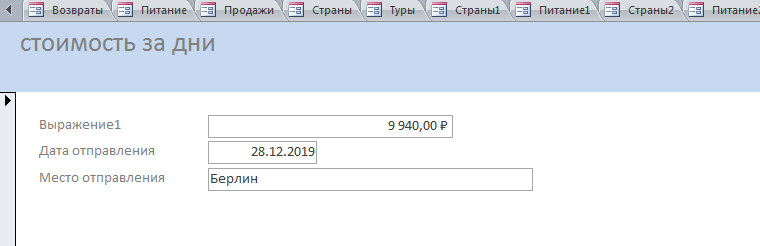 Возвраты Питание Продажи Страны Туры Страны1 Питание1 Страны2 Питание2
стоимость за дни
Выражение1 9 940,00 ₽
Дата отправления 28.12.2019
Место отправления Берлин